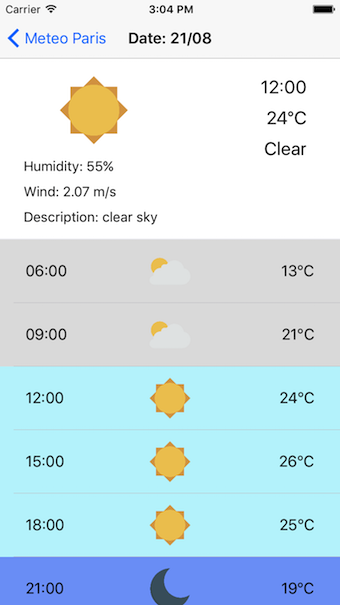 Carrier 3:04 PM
Meteo Paris Date: 21/08
12:00
24°C
Clear
Humidity: 55%
Wind: 2.07 m/s
Description: clear sky
06:00 13°C
09:00 21°C
12:00 24°C
15:00 26°C
18:00 25°C
21:00 19°C